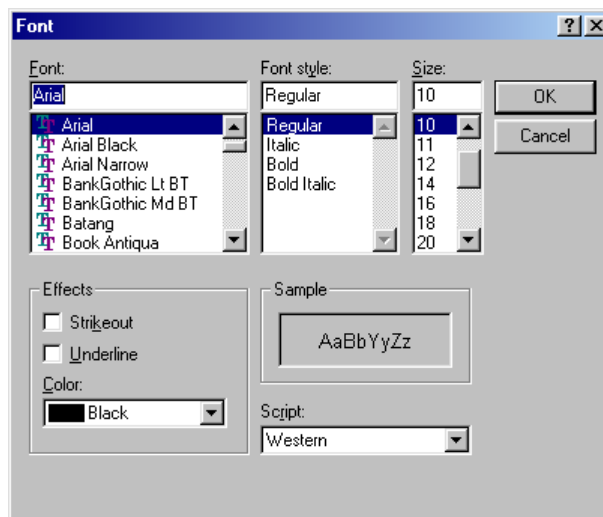 Font
Font: Font style: Size:
Arial Regular 10 OK
Arial Regular 10 Cancel
Arial Black Italic 11
Arial Narrow Bold 12
BankGothic Lt BT Bold Italic 14
BankGothic Md BT 16
Batang 18
Book Antiqua 20
Effects Sample
Strikeout
AaBbYyZz
Underline
Color:
Black Script:
Western